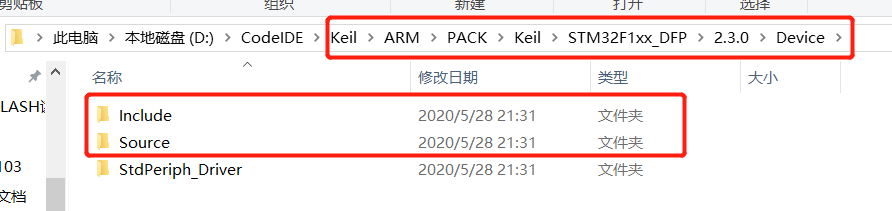 剪贴板 组织 新建 打开 选择
此电脑 > 本地磁盘 (D:) > CodeIDE > Keil > ARM > PACK > Keil > STM32F1xx_DFP > 2.3.0 > Device >
名称 修改日期 类型 大小
Include 2020/5/28 21:31 文件夹
Source 2020/5/28 21:31 文件夹
StdPeriph_Driver 2020/5/28 21:31 文件夹
103
文档